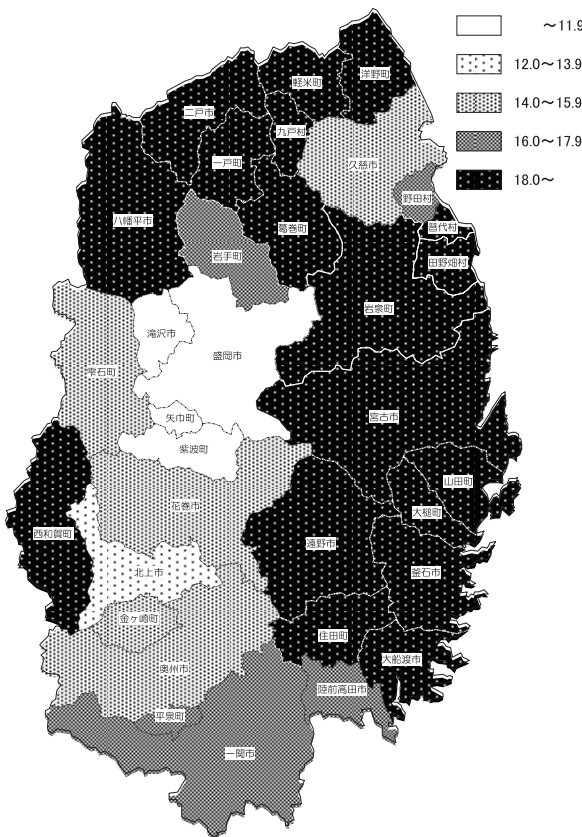 ～11.9
12.0～13.9
14.0～15.9
16.0～17.9
18.0～
洋野町
軽米町
二戸市
九戸村
一戸町
久慈市
野田村
八幡平市
葛巻町
普代村
岩手町
田野畑村
岩泉町
滝沢市
盛岡市
雫石町
矢巾町
宮古市
紫波町
山田町
花巻市
大槌町
西和賀町
遠野市
北上市
釜石市
金ヶ崎町
住田町
大船渡市
奥州市
陸前高田市
平泉町
一関市